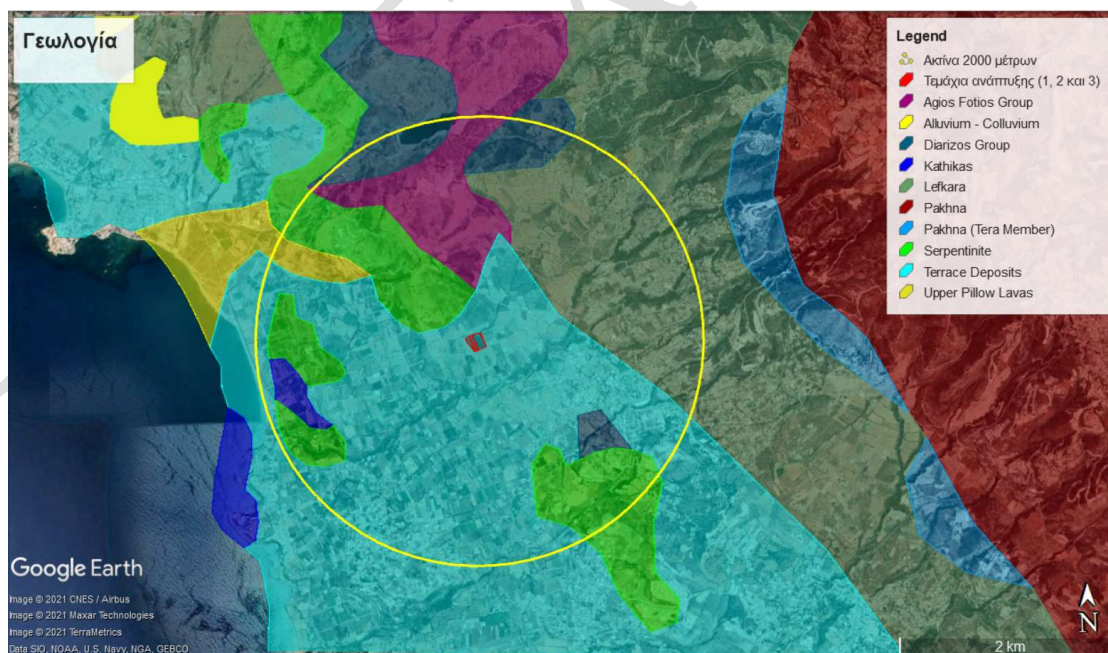 Γεωλογία
Legend
Ακτίνα 2000 μέτρων
Τεμάχια ανάπτυξης (1, 2 και 3)
Agios Fotios Group
Alluvium - Colluvium
Diarizos Group
Kathikas
Lefkara
Pakhna
Pakhna (Tera Member)
Serpentinite
Terrace Deposits
Upper Pillow Lavas
Google Earth
Image © 2021 CNES / Airbus
Image © 2021 Maxar Technologies
Image © 2021 TerraMetrics
Data SIO, NOAA, U.S. Navy, NGA, GEBCO
N
2 km